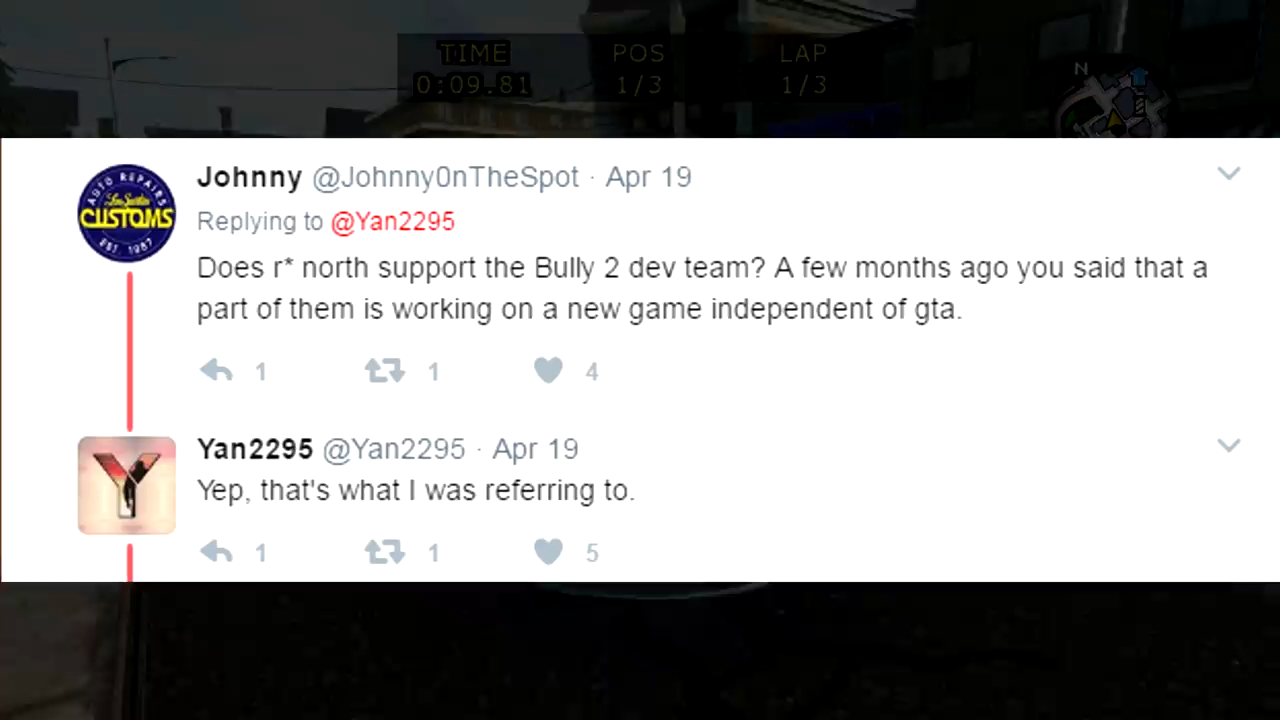 TIME POS LAP
0:09.81 1/3 1/3
N
Johnny @Johnny0nTheSpot · Apr 19
AUTO REPAIRS
Los Santos
CUSTOMS
EST. 1987
Replying to @Yan2295
Does r* north support the Bully 2 dev team? A few months ago you said that a
part of them is working on a new game independent of gta.
1 1 4
Yan2295 @Yan2295 · Apr 19
Y
Yep, that's what I was referring to.
1 1 5